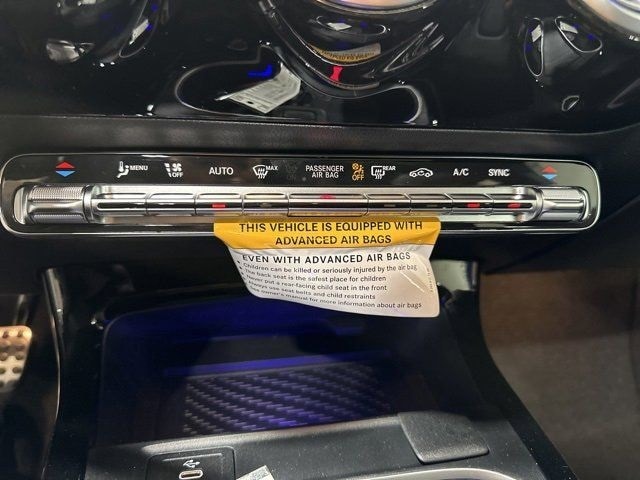 MENU
OFF
AUTO
MAX
PASSENGER
AIR BAG
OFF
REAR
A/C
SYNC
THIS VEHICLE IS EQUIPPED WITH
ADVANCED AIR BAGS
EVEN WITH ADVANCED AIR BAGS
• Children can be killed or seriously injured by the air bag
• The back seat is the safest place for children
• Never put a rear-facing child seat in the front
• Always use seat belts and child restraints
owner's manual for more information about air bags